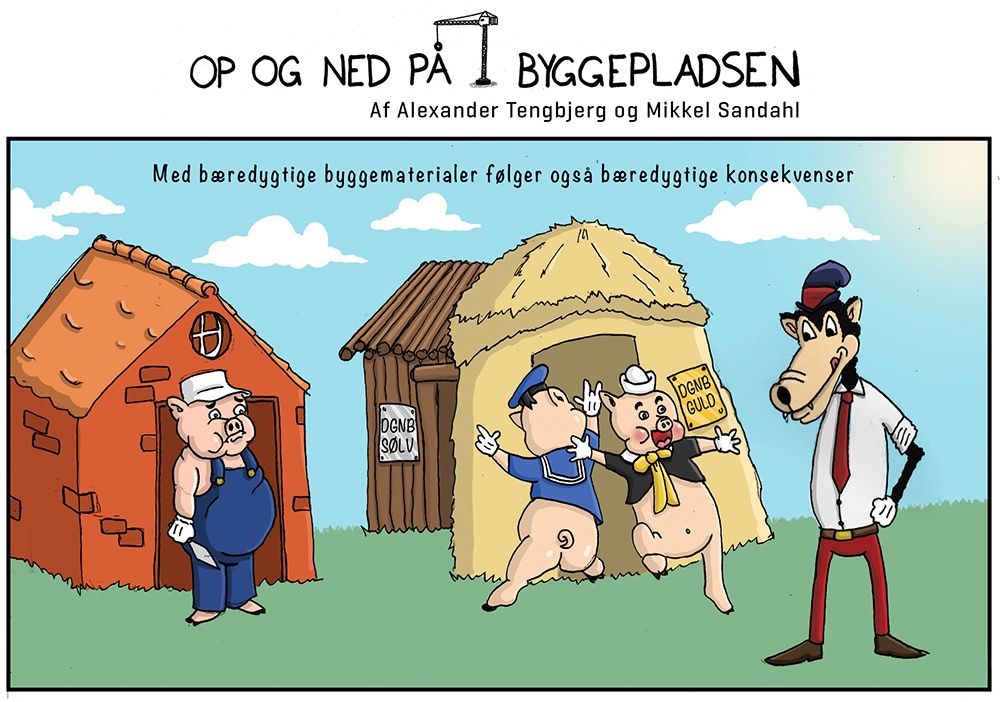 OP OG NED PÅ BYGGEPLADSEN
Af Alexander Tengbjerg og Mikkel Sandahl
Med bæredygtige byggematerialer følger også bæredygtige konsekvenser
DGNB
SØLV
DGNB
GULD